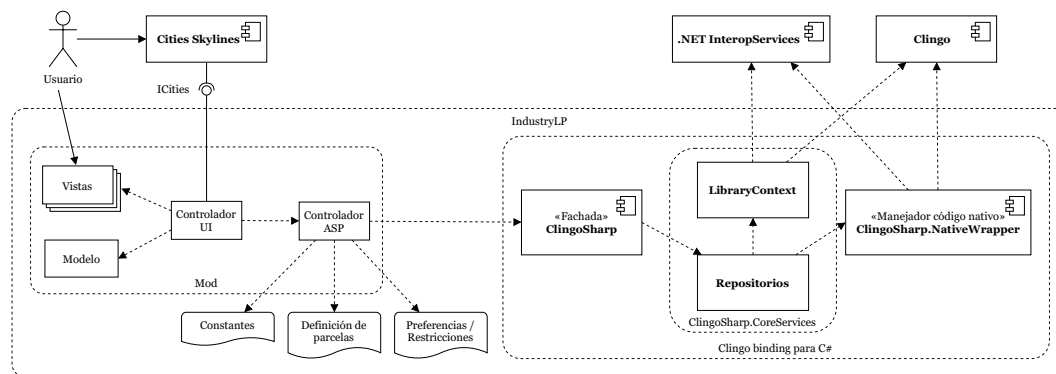 Usuario
Cities Skylines
.NET InteropServices
Clingo
ICities
IndustryLP
Vistas
Controlador
UI
Controlador
ASP
Modelo
Mod
Constantes
Definición de
parcelas
Preferencias /
Restricciones
«Fachada»
ClingoSharp
LibraryContext
Repositorios
ClingoSharp.CoreServices
«Manejador código nativo»
ClingoSharp.NativeWrapper
Clingo binding para C#